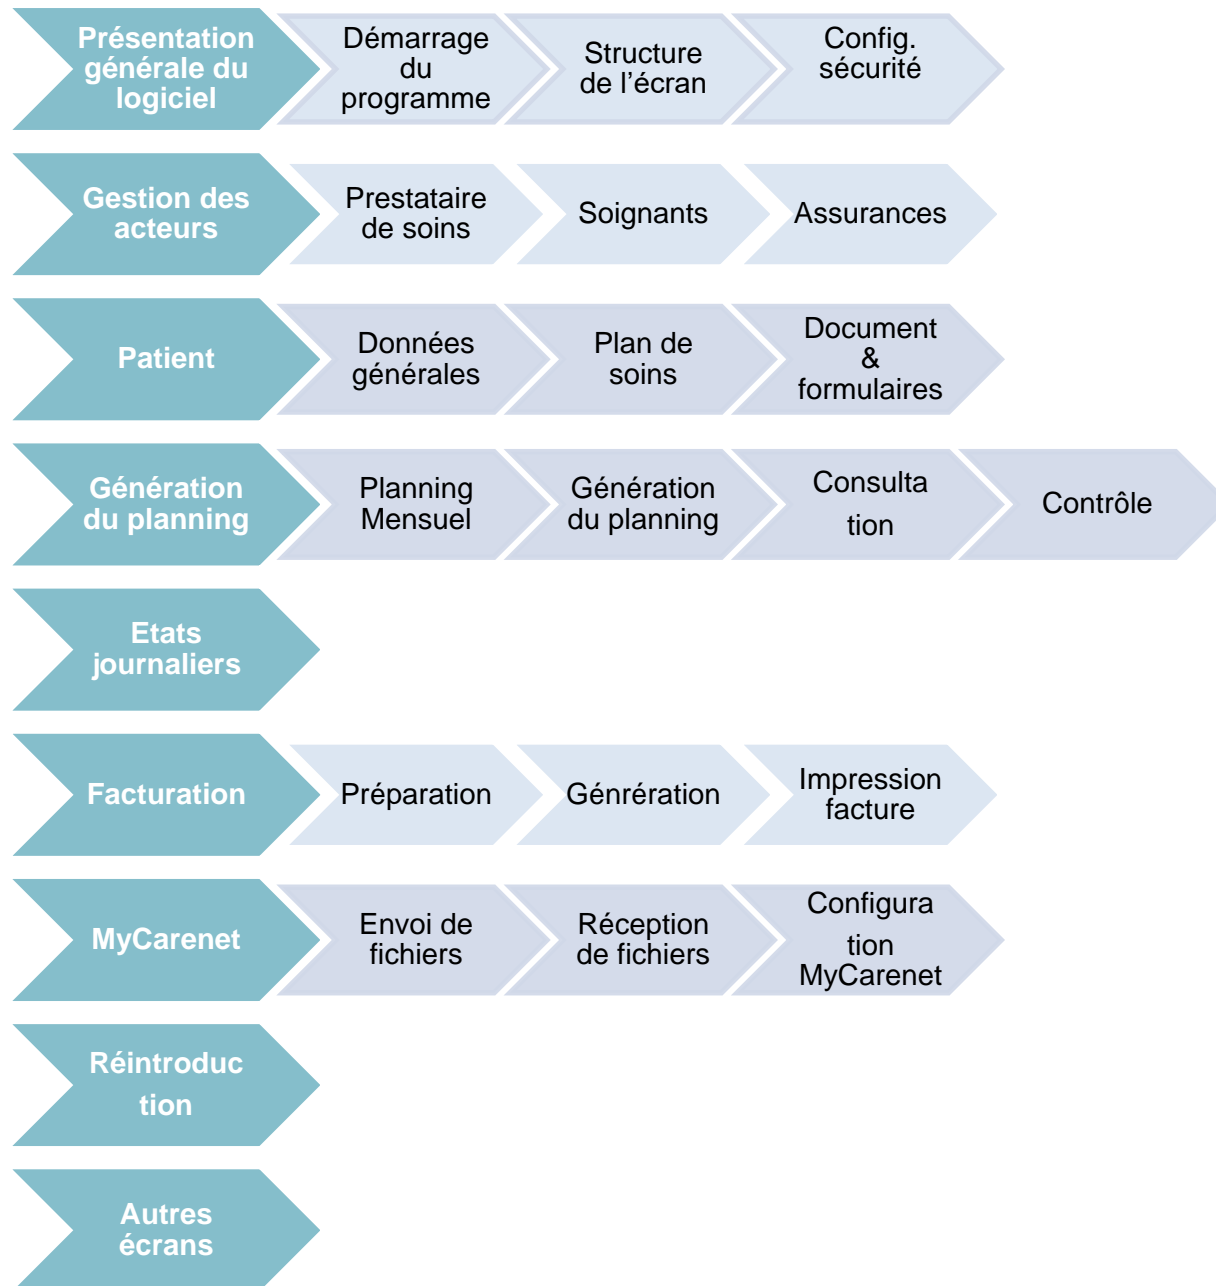 Présentation
générale du
logiciel
Démarrage
du
programme
Structure
de l'écran
Config.
sécurité
Gestion des
acteurs
Prestataire
de soins
Soignants
Assurances
Patient
Données
générales
Plan de
soins
Document
&
formulaires
Génération
du planning
Planning
Mensuel
Génération
du planning
Consulta
tion
Contrôle
Etats
journaliers
Facturation
Préparation
Génrération
Impression
facture
MyCarenet
Envoi de
fichiers
Réception
de fichiers
Configura
tion
MyCarenet
Réintroduc
tion
Autres
écrans